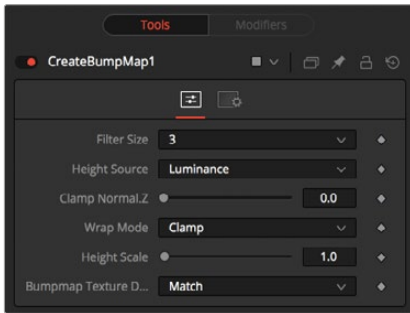 Tools Modifiers
CreateBumpMap1
Filter Size 3
Height Source Luminance
Clamp Normal.Z 0.0
Wrap Mode Clamp
Height Scale 1.0
Bumpmap Texture D... Match